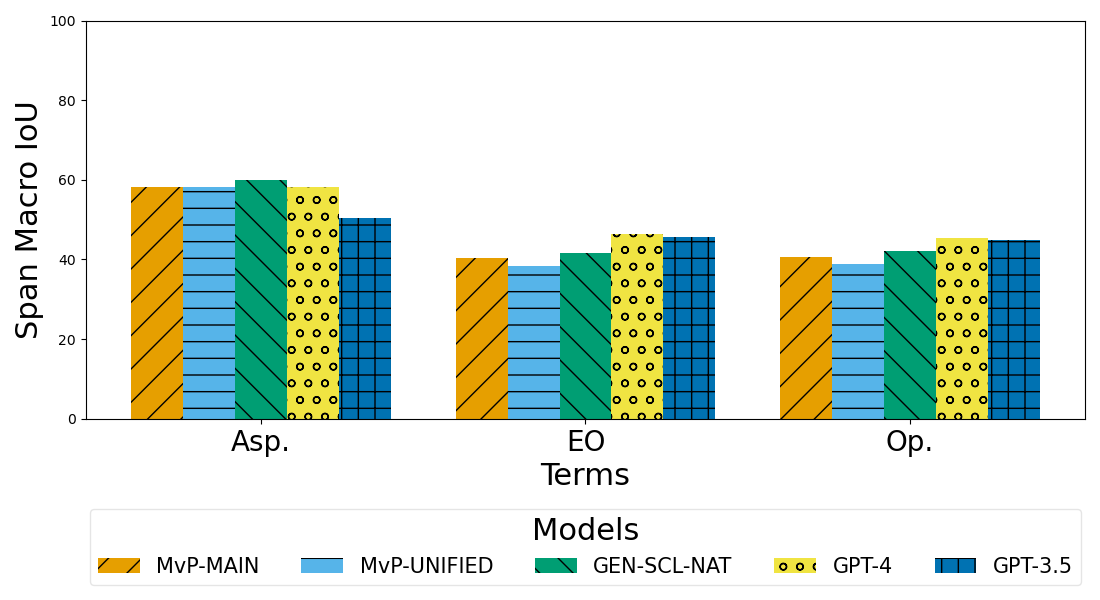 Span Macro IoU
100
80
60
40
20
0
Asp. EO Op.
Terms
Models
MvP-MAIN MvP-UNIFIED GEN-SCL-NAT GPT-4 GPT-3.5